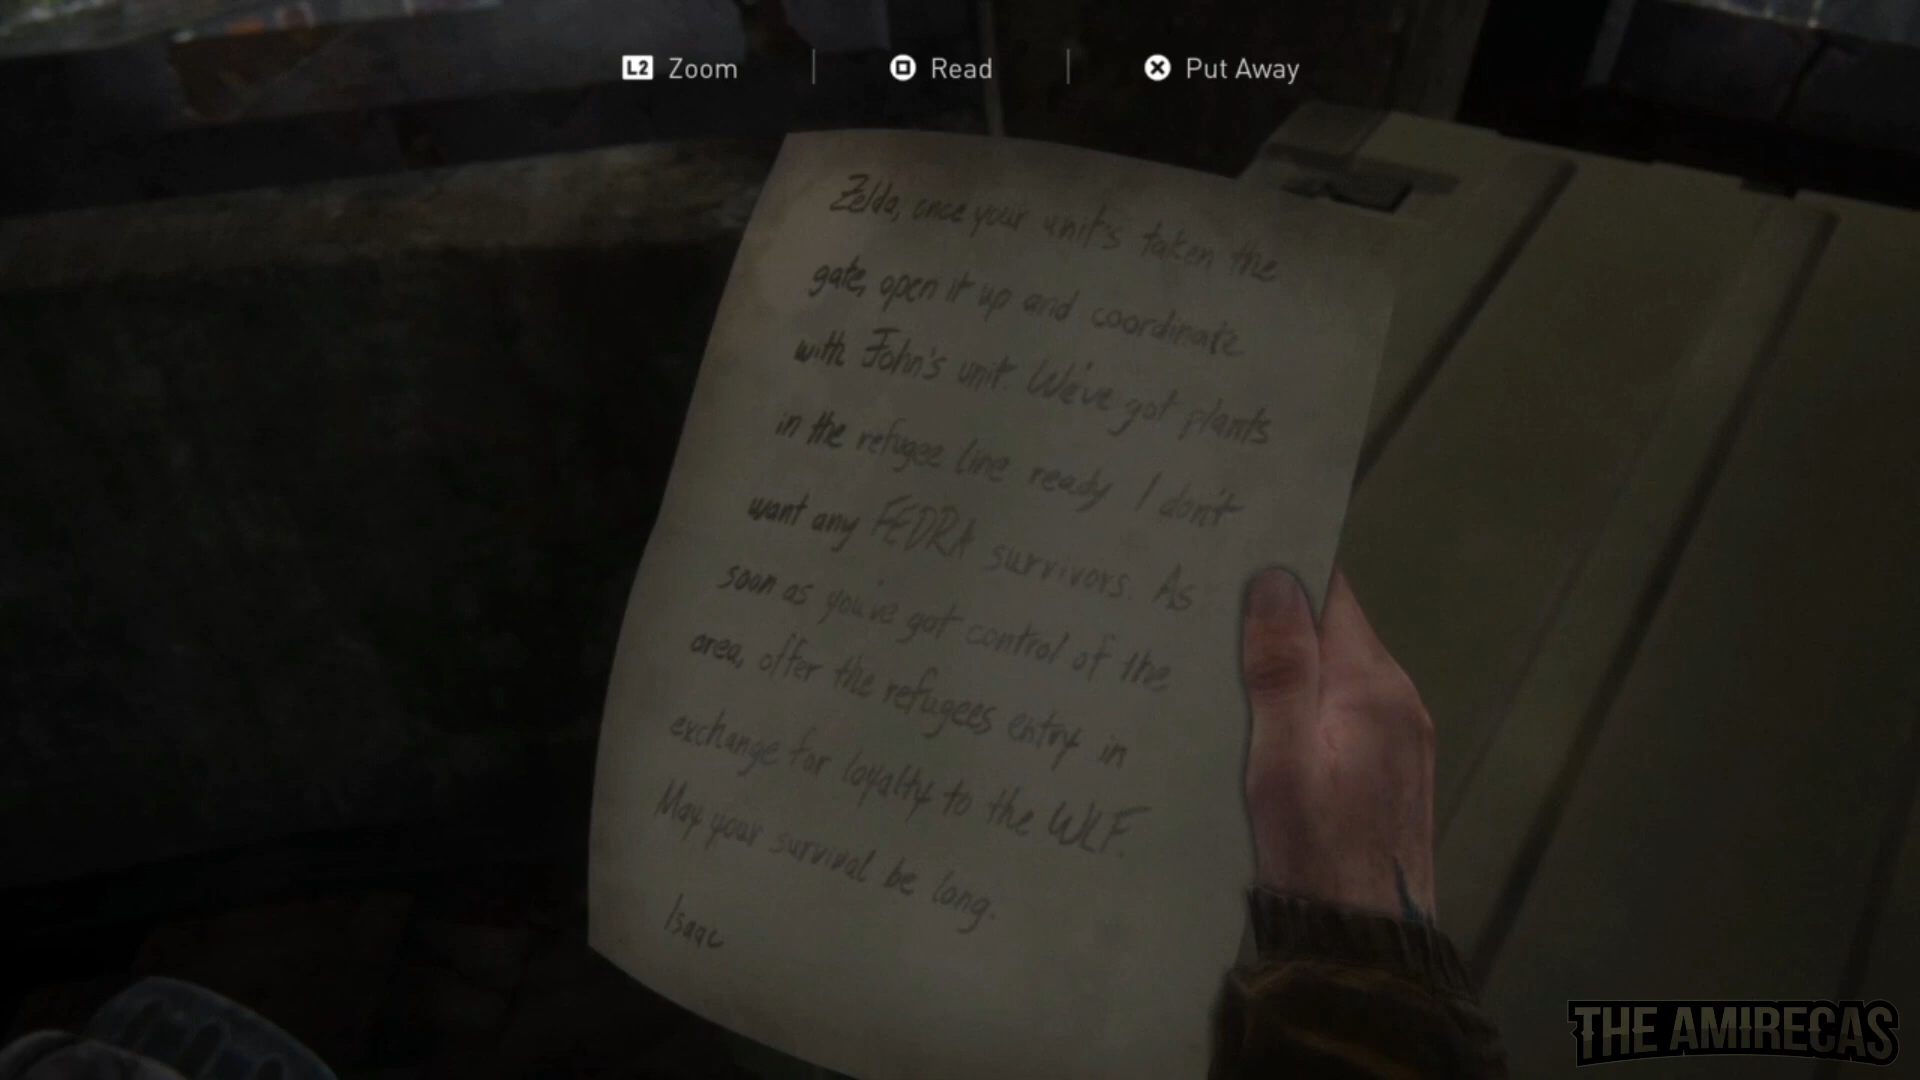 L2 Zoom | Read | Put Away
Zelda, once your unit's taken the
gate, open it up and coordinate
with John's unit. We've got plants
in the refugee line ready I don't
want any FEDRA survivors. As
soon as you've got control of the
area, offer the refugees entry in
exchange for loyalty to the WLF.
May your survival be long.
Isaac
THE AMIRECAS